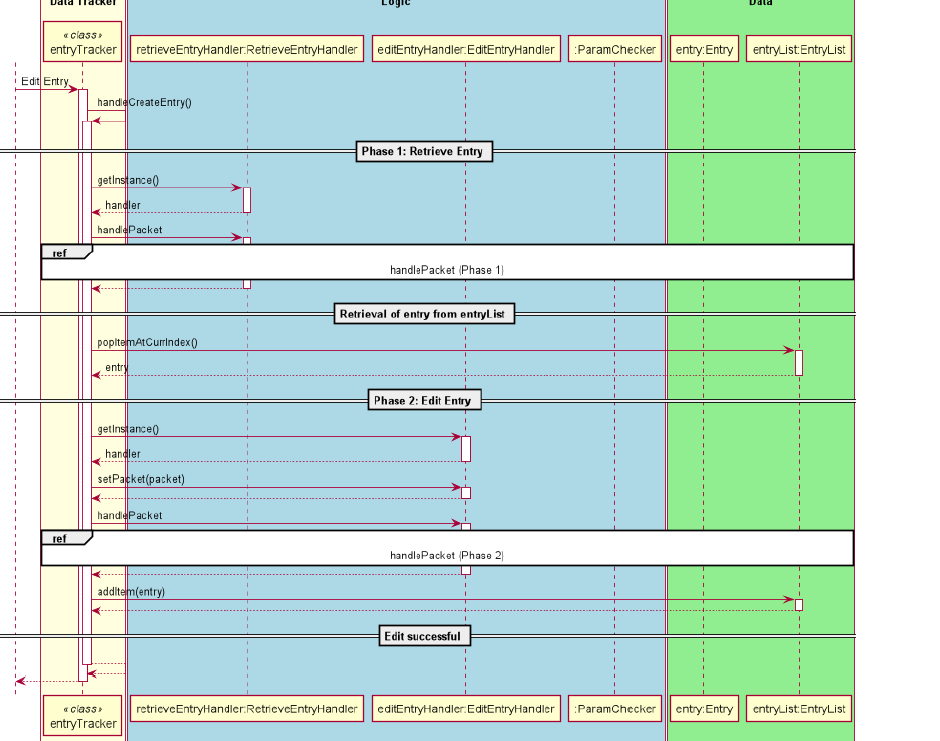 Data Tracker
Logic
Data
«class»
entryTracker
retrieveEntryHandler:RetrieveEntryHandler
editEntryHandler:EditEntryHandler
:ParamChecker
entry:Entry
entryList:EntryList
Edit Entry
handleCreateEntry()
Phase 1: Retrieve Entry
getInstance()
handler
handlePacket
ref
handlePacket (Phase 1)
Retrieval of entry from entryList
popItemAtCurrIndex()
entry
Phase 2: Edit Entry
getInstance()
handler
setPacket(packet)
handlePacket
ref
handlePacket (Phase 2)
addItem(entry)
Edit successful
«class»
entryTracker
retrieveEntryHandler:RetrieveEntryHandler
editEntryHandler:EditEntryHandler
:ParamChecker
entry:Entry
entryList:EntryList